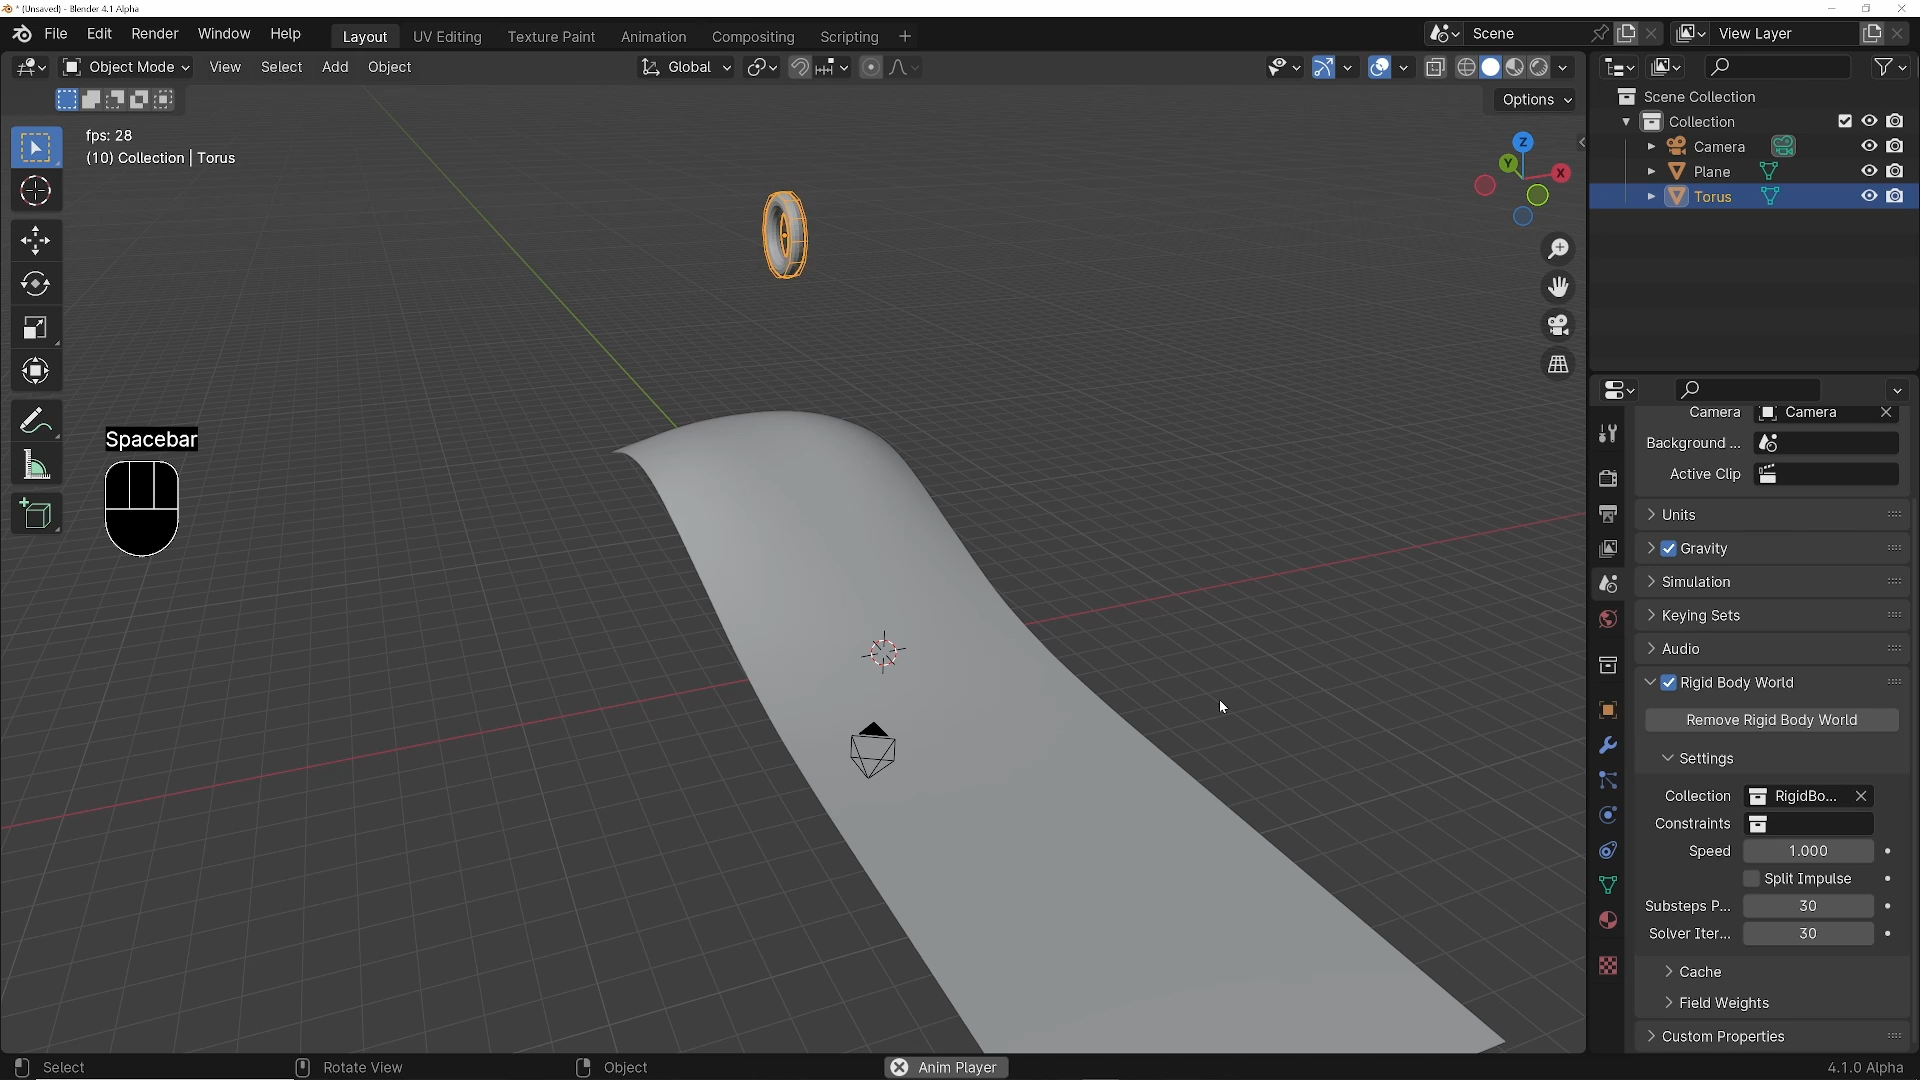 * (Unsaved) - Blender 4.1 Alpha
File Edit Render Window Help
Layout UV Editing Texture Paint Animation Compositing Scripting +
Scene
View Layer
Object Mode View Select Add Object
Global
Options
fps: 28
(10) Collection | Torus
Z
Y
X
Scene Collection
Collection
Camera
Plane
Torus
Spacebar
Camera Camera
Background ...
Active Clip
Units
Gravity
Simulation
Keying Sets
Audio
Rigid Body World
Remove Rigid Body World
Settings
Collection RigidBo...
Constraints
Speed 1.000
Split Impulse
Substeps P... 30
Solver Iter... 30
Cache
Field Weights
Custom Properties
Select Rotate View Object Anim Player 4.1.0 Alpha